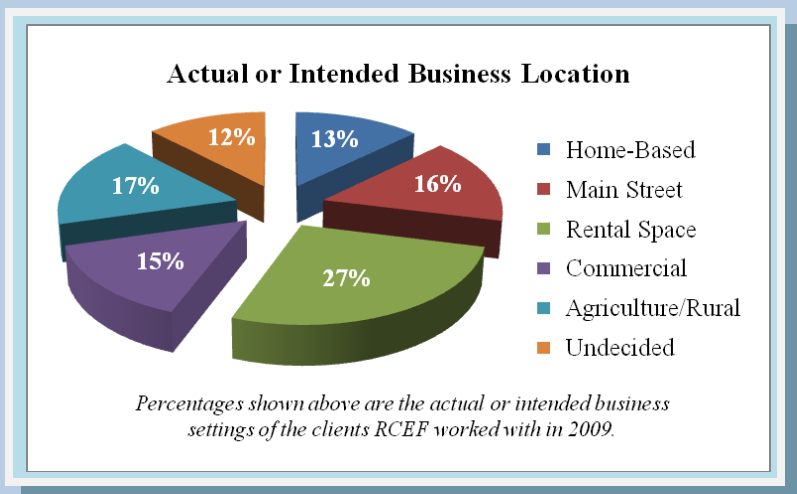 Actual or Intended Business Location
12%
13%
17%
16%
15%
27%
Home-Based
Main Street
Rental Space
Commercial
Agriculture/Rural
Undecided
Percentages shown above are the actual or intended business
settings of the clients RCEF worked with in 2009.